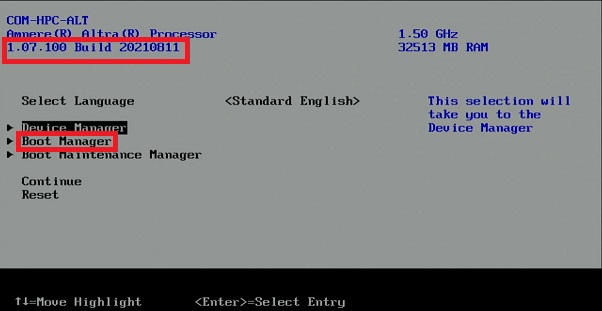 COM-HPC-ALT
Ampere(R) Altra(R) Processor 1.50 GHz
1.07.100 Build 20210811 32513 MB RAM
Select Language <Standard English> This selection will
take you to the
▶ Device Manager Device Manager
▶ Boot Manager
▶ Boot Maintenance Manager
Continue
Reset
↑↓=Move Highlight <Enter>=Select Entry